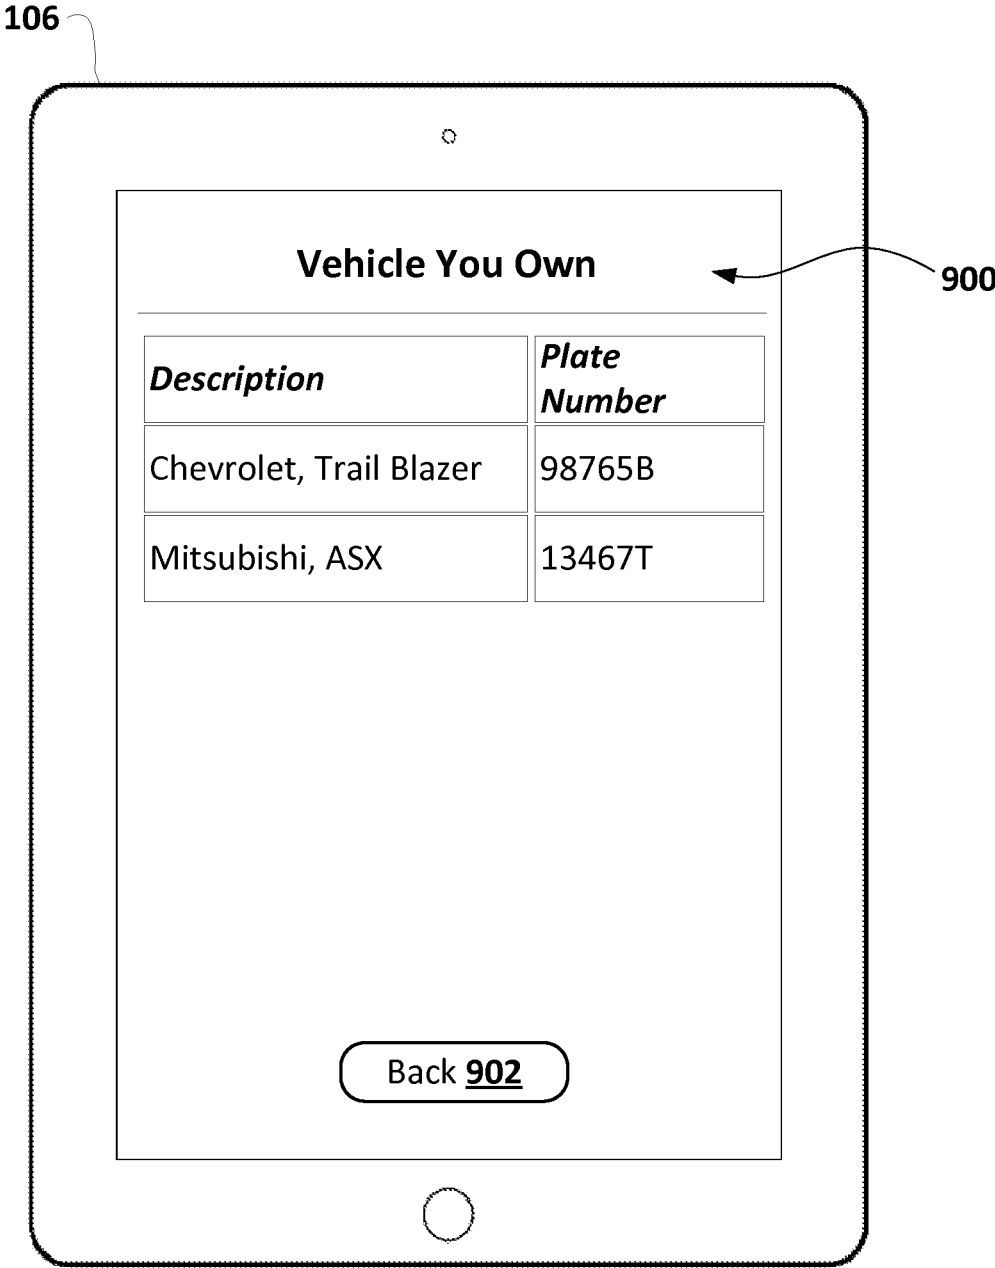 106
Vehicle You Own
900
Description
Plate
Number
Chevrolet, Trail Blazer
98765B
Mitsubishi, ASX
13467T
Back 902